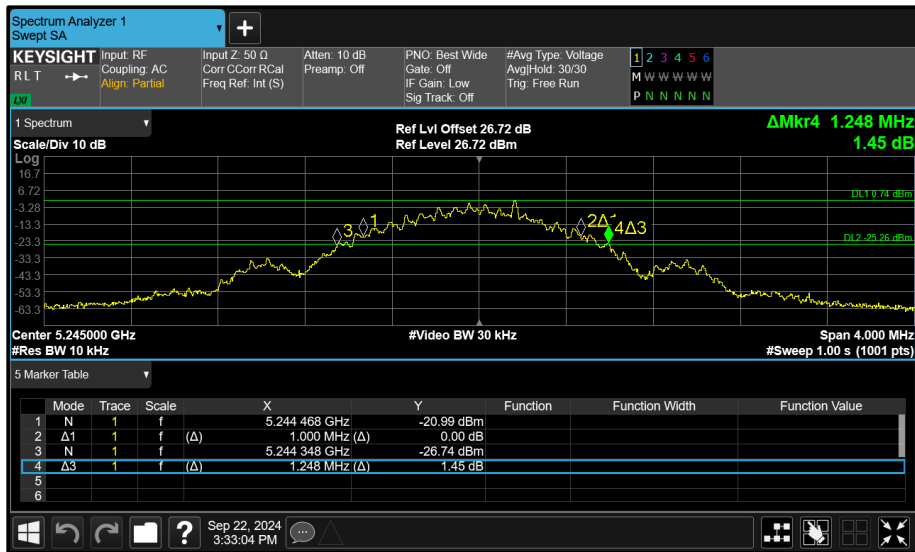 Spectrum Analyzer 1
Swept SA
+
KEYSIGHT Input: RF Input Z: 50 Ω Atten: 10 dB PNO: Best Wide #Avg Type: Voltage 1 2 3 4 5 6
RLT Coupling: AC Corr CCorr RCal Preamp: Off Gate: Off Avg|Hold: 30/30 M W W W W W
Align: Partial Freq Ref: Int (S) IF Gain: Low Trig: Free Run
LXI Sig Track: Off P N N N N N
1 Spectrum Ref Lvl Offset 26.72 dB ΔMkr4 1.248 MHz
Scale/Div 10 dB Ref Level 26.72 dBm 1.45 dB
Log
16.7
6.72
DL1 0.74 dBm
-3.28
-13.3
3 1 2Δ1 4Δ3
-23.3
DL2 -25.26 dBm
-33.3
-43.3
-53.3
-63.3
Center 5.245000 GHz #Video BW 30 kHz Span 4.000 MHz
#Res BW 10 kHz #Sweep 1.00 s (1001 pts)
5 Marker Table
Mode Trace Scale X Y Function Function Width Function Value
1 N 1 f 5.244 468 GHz -20.99 dBm
2 Δ1 1 f (Δ) 1.000 MHz (Δ) 0.00 dB
3 N 1 f 5.244 348 GHz -26.74 dBm
4 Δ3 1 f (Δ) 1.248 MHz (Δ) 1.45 dB
5
6
? Sep 22, 2024
3:33:04 PM